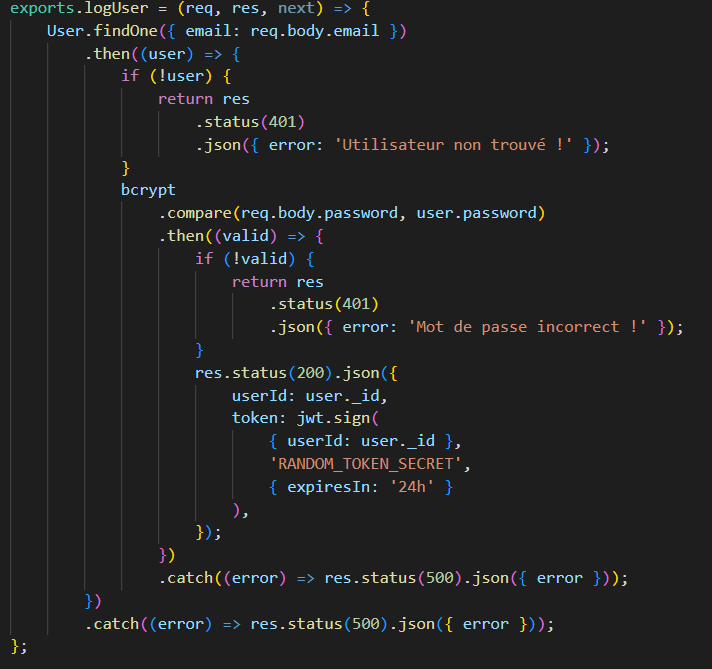 exports.logUser = (req, res, next) => {
    User.findOne({ email: req.body.email })
        .then((user) => {
            if (!user) {
                return res
                    .status(401)
                    .json({ error: 'Utilisateur non trouvé !' });
            }
            bcrypt
                .compare(req.body.password, user.password)
                .then((valid) => {
                    if (!valid) {
                        return res
                            .status(401)
                            .json({ error: 'Mot de passe incorrect !' });
                    }
                    res.status(200).json({
                        userId: user._id,
                        token: jwt.sign(
                            { userId: user._id },
                            'RANDOM_TOKEN_SECRET',
                            { expiresIn: '24h' }
                        ),
                    });
                })
                .catch((error) => res.status(500).json({ error }));
        })
        .catch((error) => res.status(500).json({ error }));
};